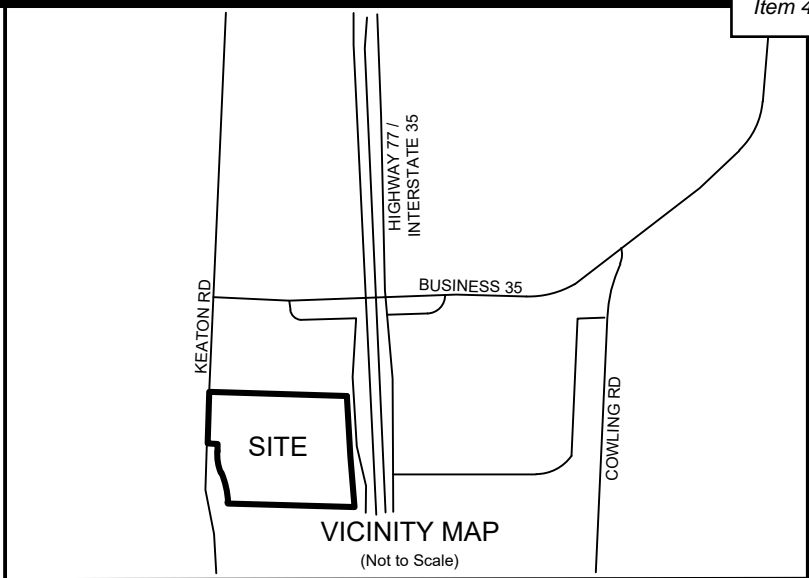 Item 4
HIGHWAY 77 /
INTERSTATE 35
BUSINESS 35
KEATON RD
COWLING RD
SITE
VICINITY MAP
(Not to Scale)